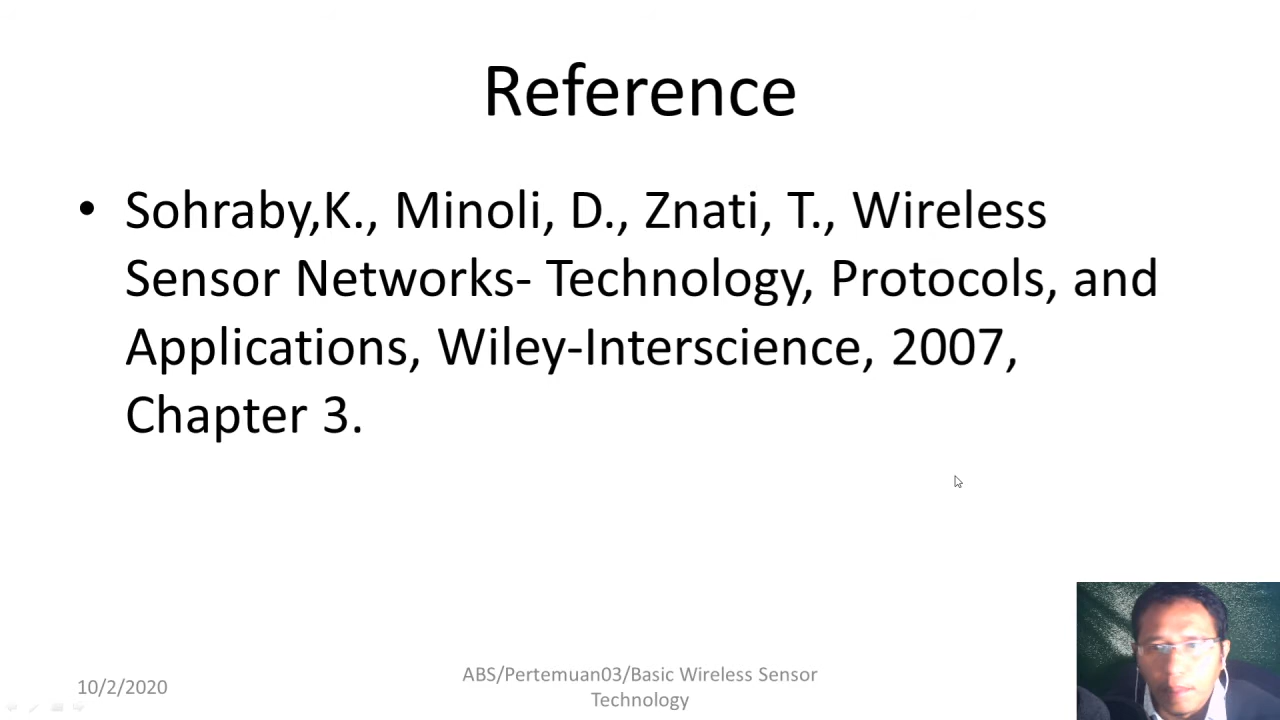 Reference
• Sohraby,K., Minoli, D., Znati, T., Wireless
Sensor Networks- Technology, Protocols, and
Applications, Wiley-Interscience, 2007,
Chapter 3.
10/2/2020
ABS/Pertemuan03/Basic Wireless Sensor
Technology